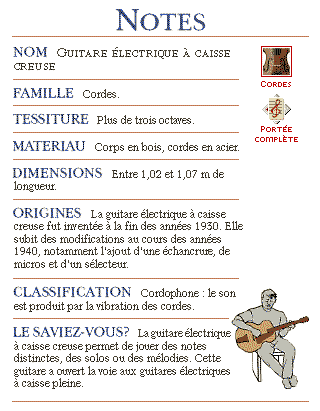 NOTES
NOM GUITARE ÉLECTRIQUE À CAISSE
CREUSE
FAMILLE Cordes.
TESSITURE Plus de trois octaves.
MATERIAU Corps en bois, cordes en acier.
DIMENSIONS Entre 1,02 et 1,07 m de
longueur.
ORIGINES La guitare électrique à caisse
creuse fut inventée à la fin des années 1930. Elle
subit des modifications au cours des années
1940, notamment l'ajout d'une échancrure, de
micros et d'un sélecteur.
CLASSIFICATION Cordophone : le son
est produit par la vibration des cordes.
LE SAVIEZ-VOUS? La guitare électrique
à caisse creuse permet de jouer des notes
distinctes, des solos ou des mélodies. Cette
guitare a ouvert la voie aux guitares électriques
à caisse pleine.
CORDES
PORTÉE
COMPLÈTE